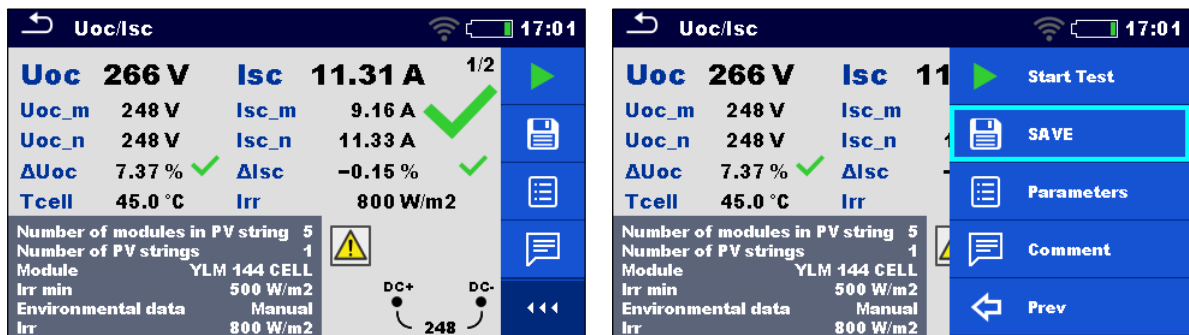 Uoc/Isc 17:01
Uoc 266 V Isc 11.31 A 1/2
Uoc_m 248 V Isc_m 9.16 A
Uoc_n 248 V Isc_n 11.33 A
ΔUoc 7.37 % ΔIsc −0.15 %
Tcell 45.0 °C Irr 800 W/m2
Number of modules in PV string 5
Number of PV strings 1
Module YLM 144 CELL
Irr min 500 W/m2
Environmental data Manual
Irr 800 W/m2
DC+ DC-
248
Uoc/Isc 17:01
Uoc 266 V Isc 11
Uoc_m 248 V Isc_m
Uoc_n 248 V Isc_n 1
ΔUoc 7.37 % ΔIsc -
Tcell 45.0 °C Irr
Number of modules in PV string 5
Number of PV strings 1
Module YLM 144 CELL
Irr min 500 W/m2
Environmental data Manual
Irr 800 W/m2
Start Test
SAVE
Parameters
Comment
Prev